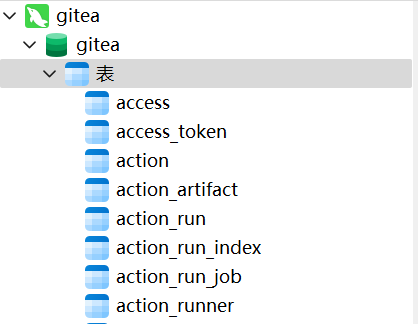 gitea
gitea
表
access
access_token
action
action_artifact
action_run
action_run_index
action_run_job
action_runner